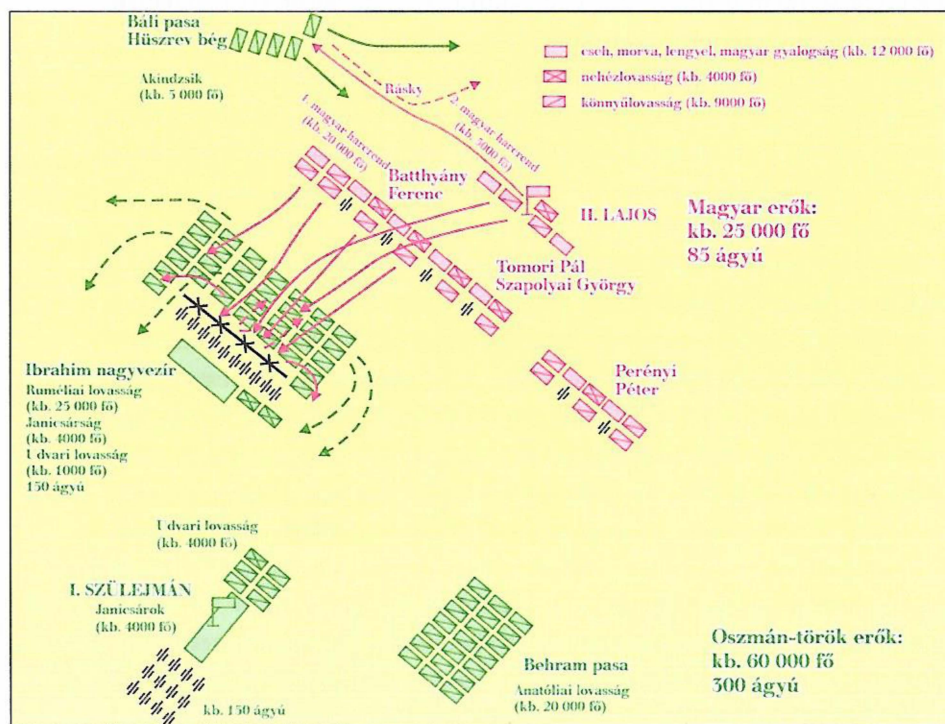 Báli pasa
Hüszrev bég
Akindzsik
(kb. 5 000 fő)
Rásky
1. magyar harcrend
(kb. 20 000 fő)
2. magyar harcrend
(kb. 5000 fő)
cseh, morva, lengyel, magyar gyalogság (kb. 12 000 fő)
nehézlovasság (kb. 4000 fő)
könnyűlovasság (kb. 9000 fő)
Batthyány
Ferenc
II. LAJOS
Magyar erők:
kb. 25 000 fő
85 ágyú
Tomori Pál
Szapolyai György
Perényi
Péter
Ibrahim nagyvezír
Ruméliai lovasság
(kb. 25 000 fő)
Janicsárság
(kb. 4000 fő)
Udvari lovasság
(kb. 1000 fő)
150 ágyú
Udvari lovasság
(kb. 4000 fő)
I. SZÜLEJMÁN
Janicsárok
(kb. 4000 fő)
kb. 150 ágyú
Behram pasa
Anatóliai lovasság
(kb. 20 000 fő)
Oszmán-török erők:
kb. 60 000 fő
300 ágyú